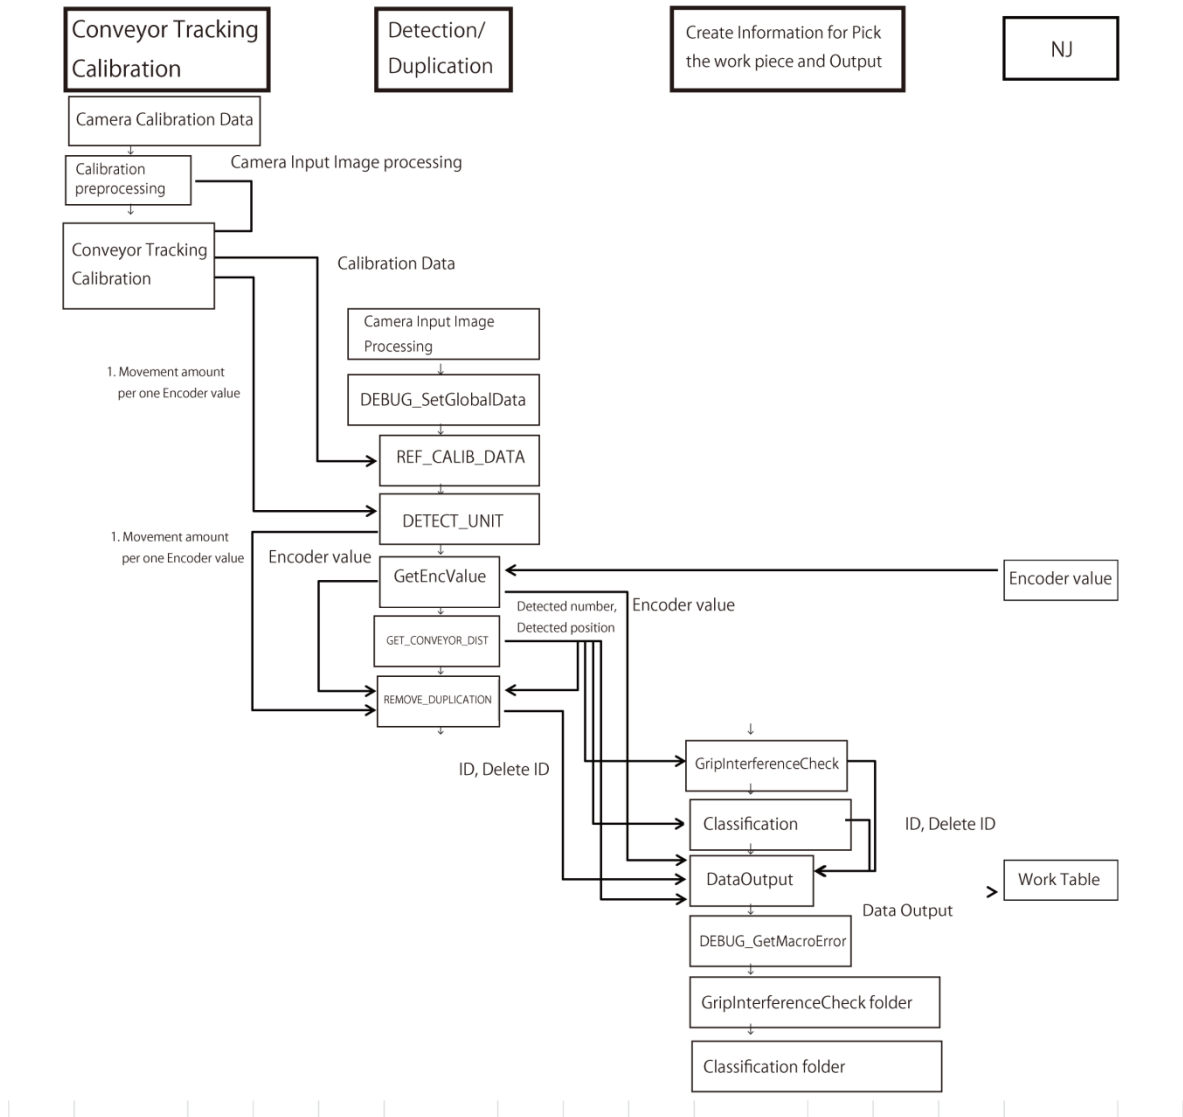 Conveyor Tracking
Calibration
Detection/
Duplication
Create Information for Pick
the work piece and Output
NJ
Camera Calibration Data
Calibration
preprocessing
Camera Input Image processing
Conveyor Tracking
Calibration
Calibration Data
Camera Input Image
Processing
1. Movement amount
per one Encoder value
DEBUG_SetGlobalData
REF_CALIB_DATA
DETECT_UNIT
1. Movement amount
per one Encoder value
Encoder value
GetEncValue
Encoder value
Detected number,
Detected position
Encoder value
GET_CONVEYOR_DIST
REMOVE_DUPLICATION
ID, Delete ID
GripInterferenceCheck
Classification
ID, Delete ID
DataOutput
Work Table
Data Output
DEBUG_GetMacroError
GripInterferenceCheck folder
Classification folder